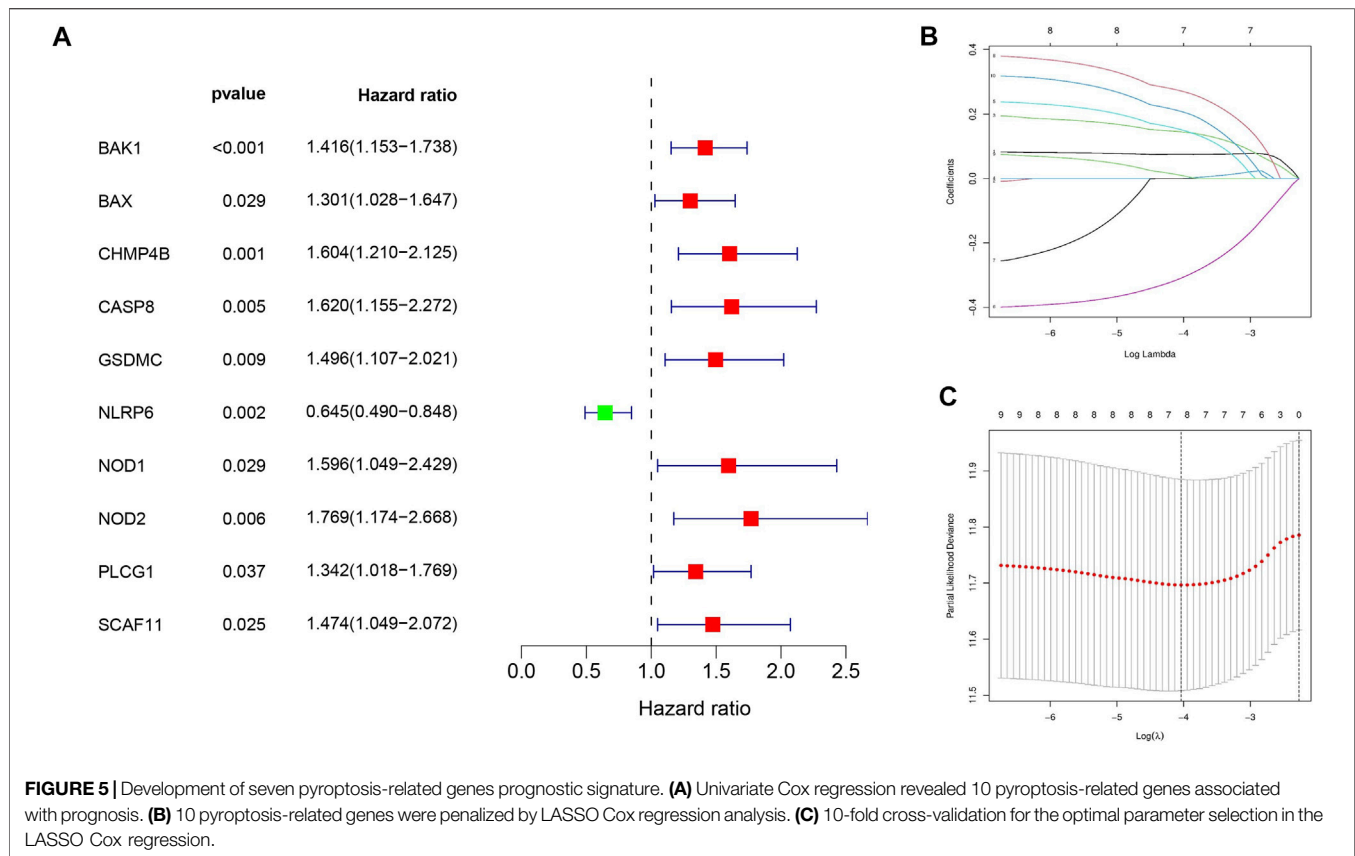 A
pvalue Hazard ratio
BAK1 <0.001 1.416(1.153−1.738)
BAX 0.029 1.301(1.028−1.647)
CHMP4B 0.001 1.604(1.210−2.125)
CASP8 0.005 1.620(1.155−2.272)
GSDMC 0.009 1.496(1.107−2.021)
NLRP6 0.002 0.645(0.490−0.848)
NOD1 0.029 1.596(1.049−2.429)
NOD2 0.006 1.769(1.174−2.668)
PLCG1 0.037 1.342(1.018−1.769)
SCAF11 0.025 1.474(1.049−2.072)
0.0 0.5 1.0 1.5 2.0 2.5
Hazard ratio
B
8 8 7 7
0.4
0.2
0.0
−0.2
−0.4
Coefficients
10
7
−6 −5 −4 −3
Log Lambda
C
9 9 8 8 8 8 8 8 8 7 8 7 7 7 6 3 0
11.9
11.8
11.7
11.6
11.5
Partial Likelihood Deviance
−6 −5 −4 −3
Log(λ)
FIGURE 5 | Development of seven pyroptosis-related genes prognostic signature. (A) Univariate Cox regression revealed 10 pyroptosis-related genes associated
with prognosis. (B) 10 pyroptosis-related genes were penalized by LASSO Cox regression analysis. (C) 10-fold cross-validation for the optimal parameter selection in the
LASSO Cox regression.